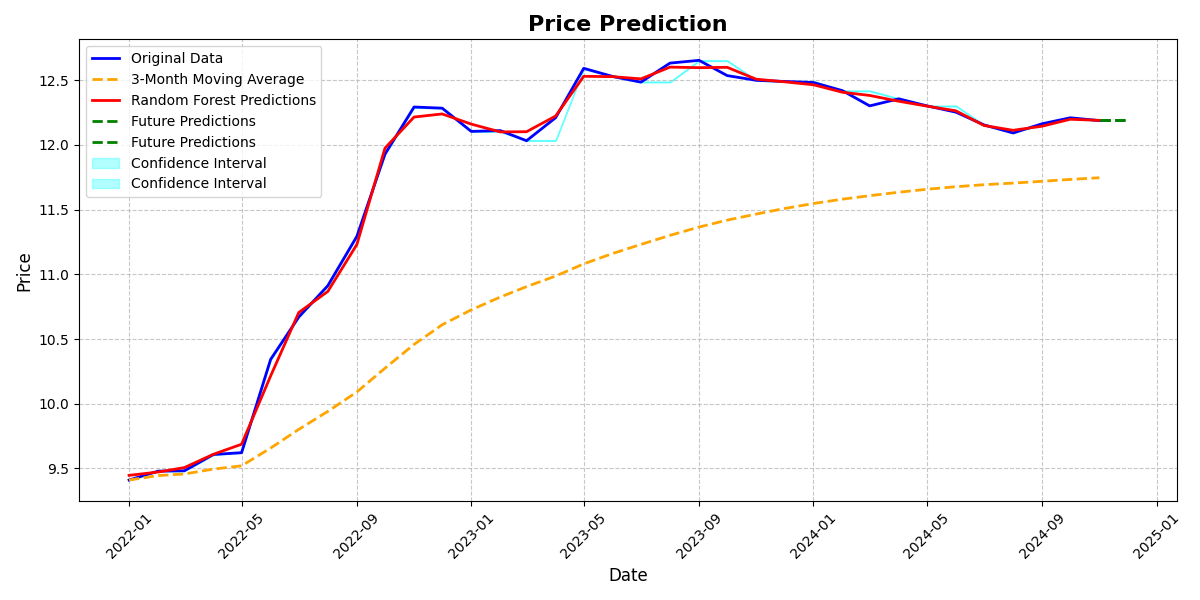 Price Prediction
Original Data
3-Month Moving Average
Random Forest Predictions
Future Predictions
Future Predictions
Confidence Interval
Confidence Interval
Price
12.5
12.0
11.5
11.0
10.5
10.0
9.5
2022-01
2022-05
2022-09
2023-01
2023-05
2023-09
2024-01
2024-05
2024-09
2025-01
Date